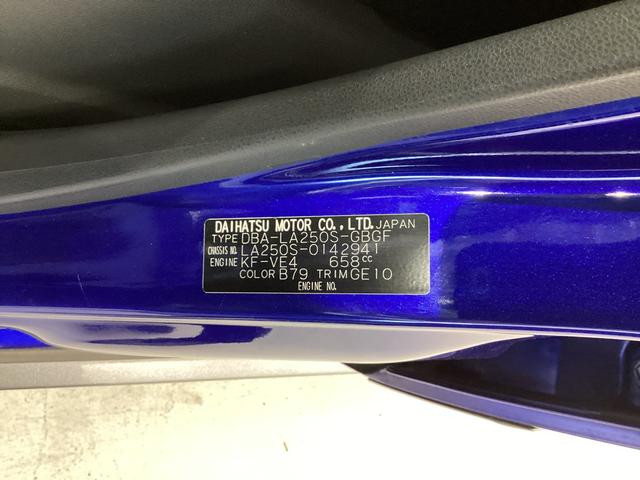 DAIHATSU MOTOR CO., LTD. JAPAN
TYPE DBA-LA250S-GBGF
CHASSIS NO. LA250S-0142941
ENGINE KF-VE4 658cc
COLOR B79 TRIM GE10
ENGINE NO.